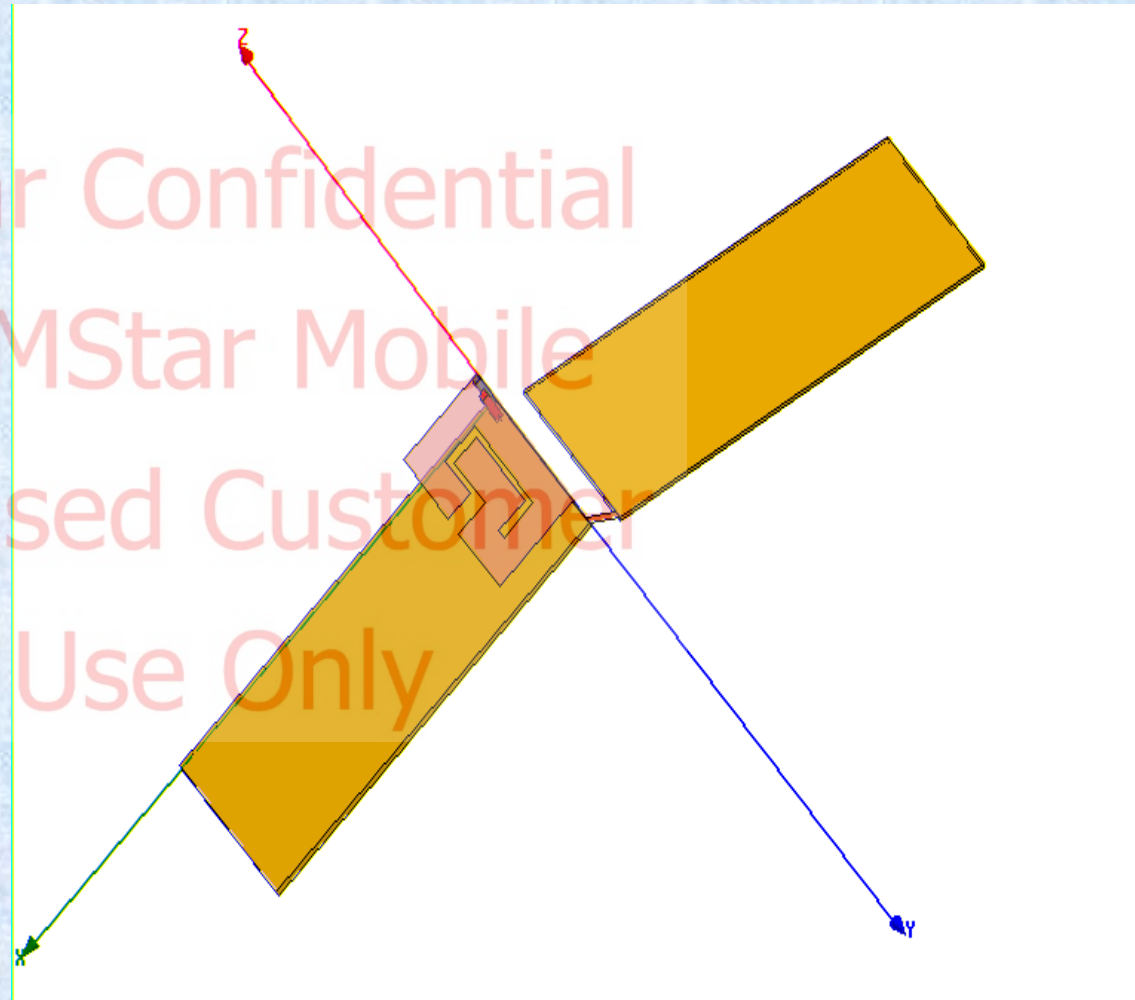 Z
r Confidential
MStar Mobile
sed Customer
Use Only
X
Y